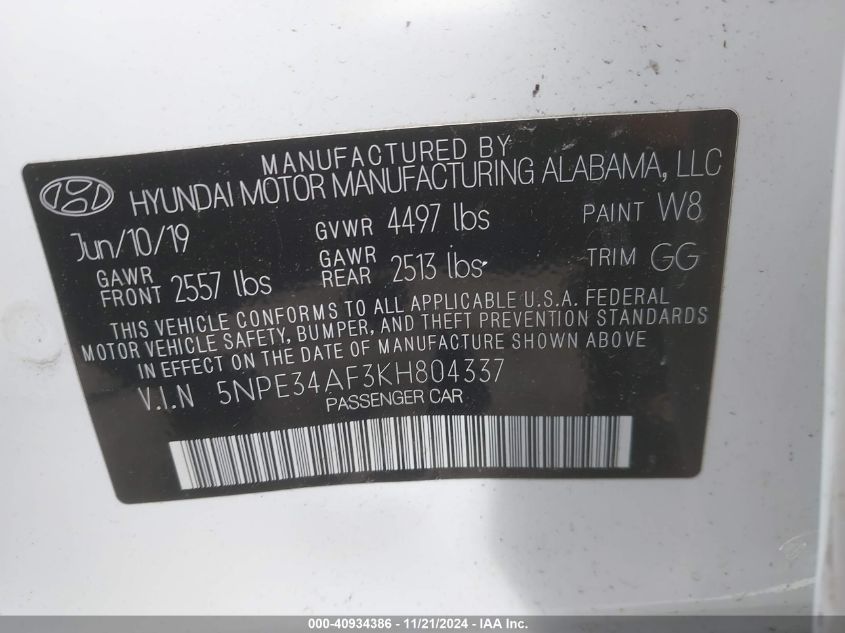 MANUFACTURED BY
HYUNDAI MOTOR MANUFACTURING ALABAMA, LLC
Jun/10/19 GVWR 4497 lbs PAINT W8
GAWR FRONT 2557 lbs GAWR REAR 2513 lbs TRIM GG
THIS VEHICLE CONFORMS TO ALL APPLICABLE U.S.A. FEDERAL
MOTOR VEHICLE SAFETY, BUMPER, AND THEFT PREVENTION STANDARDS
IN EFFECT ON THE DATE OF MANUFACTURE SHOWN ABOVE
V.I.N 5NPE34AF3KH804337
PASSENGER CAR
000-40934386 - 11/21/2024 - IAA Inc.